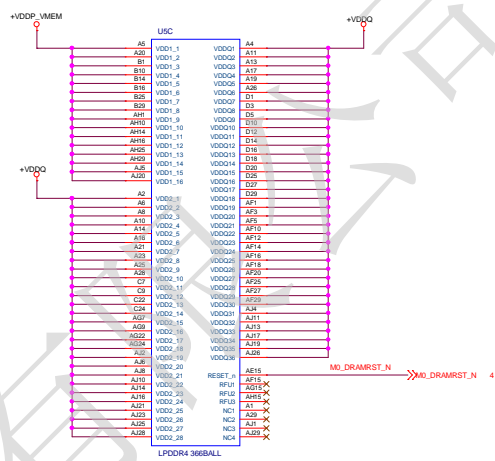 +VDDP_VMEM
+VDDQ
U5C
A5 VDD1_1 VDDQ1 A4
A20 VDD1_2 VDDQ2 A11
B1 VDD1_3 VDDQ3 A13
B10 VDD1_4 VDDQ4 A17
B14 VDD1_5 VDDQ5 A19
B16 VDD1_6 VDDQ6 A26
B25 VDD1_7 VDDQ7 D1
B29 VDD1_8 VDDQ8 D3
AH1 VDD1_9 VDDQ9 D5
AH10 VDD1_10 VDDQ10 D10
AH14 VDD1_11 VDDQ11 D12
AH16 VDD1_12 VDDQ12 D14
AH25 VDD1_13 VDDQ13 D16
AH29 VDD1_14 VDDQ14 D18
AJ5 VDD1_15 VDDQ15 D20
AJ20 VDD1_16 VDDQ16 D25
+VDDQ
VDDQ17 D27
A2 VDD2_1 VDDQ18 D29
A6 VDD2_2 VDDQ19 AF1
A8 VDD2_3 VDDQ20 AF3
A10 VDD2_4 VDDQ21 AF5
A14 VDD2_5 VDDQ22 AF10
A16 VDD2_6 VDDQ23 AF12
A21 VDD2_7 VDDQ24 AF14
A23 VDD2_8 VDDQ25 AF16
A25 VDD2_9 VDDQ26 AF18
A28 VDD2_10 VDDQ27 AF20
C7 VDD2_11 VDDQ28 AF25
C9 VDD2_12 VDDQ29 AF27
C22 VDD2_13 VDDQ30 AF29
C24 VDD2_14 VDDQ31 AJ4
AG7 VDD2_15 VDDQ32 AJ11
AG9 VDD2_16 VDDQ33 AJ13
AG22 VDD2_17 VDDQ34 AJ17
AG24 VDD2_18 VDDQ35 AJ19
AJ2 VDD2_19 VDDQ36 AJ26
AJ6 VDD2_20
M0_DRAMRST_N
AJ8 VDD2_21 RESET_n AE15 M0_DRAMRST_N 4
AJ10 VDD2_22 RFU1 AF15
AJ14 VDD2_23 RFU2 AG15
AJ16 VDD2_24 RFU3 AH15
AJ21 VDD2_25 NC1 A1
AJ23 VDD2_26 NC2 A29
AJ25 VDD2_27 NC3 AJ1
AJ28 VDD2_28 NC4 AJ29
LPDDR4 366BALL